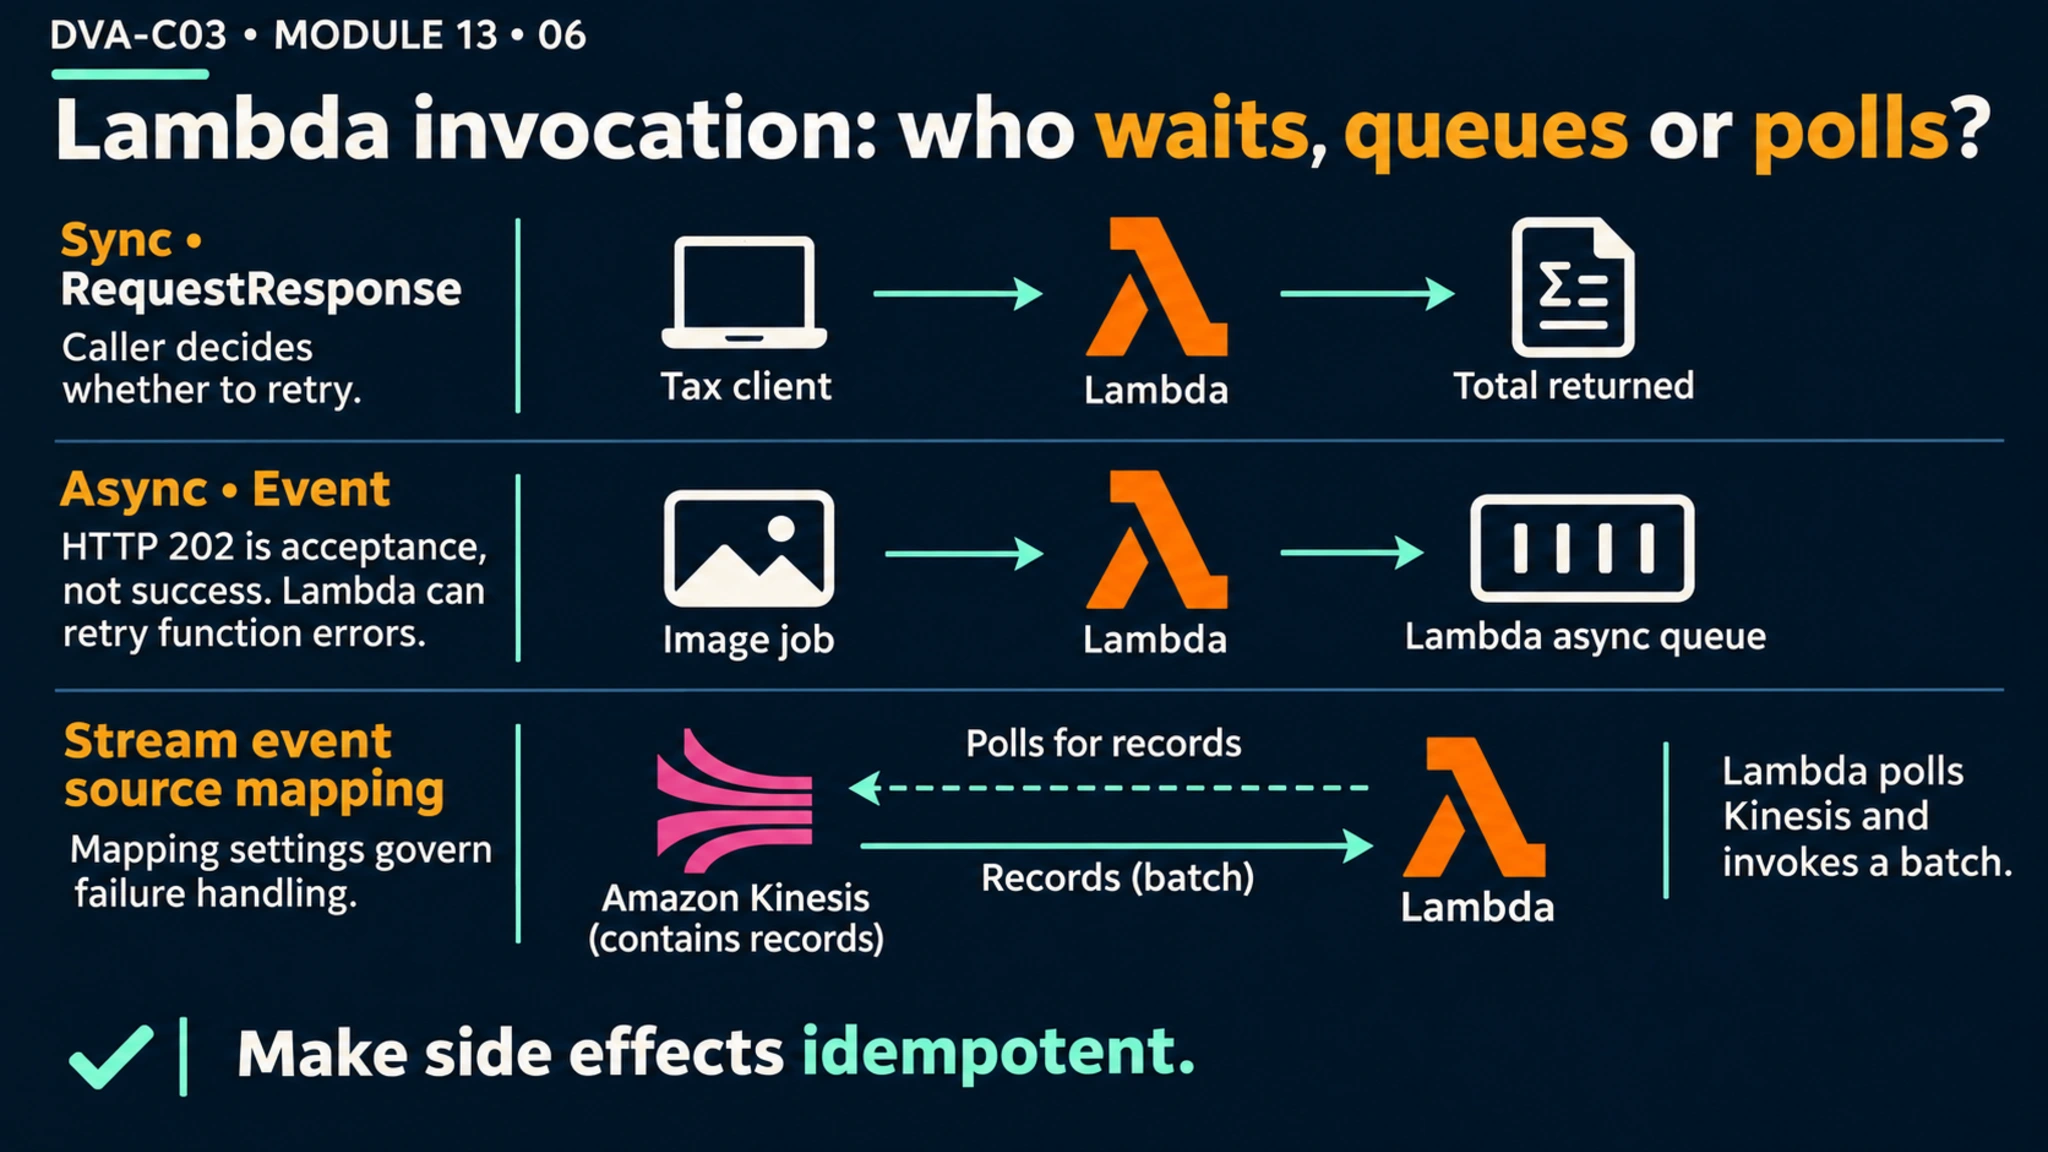 DVA-C03 • MODULE 13 • 06
Lambda invocation: who waits, queues or polls?
Sync •
RequestResponse
Caller decides
whether to retry.
Tax client
Lambda
Total returned
Async • Event
HTTP 202 is acceptance,
not success. Lambda can
retry function errors.
Image job
Lambda
Lambda async queue
Stream event
source mapping
Mapping settings govern
failure handling.
Amazon Kinesis
(contains records)
Polls for records
Records (batch)
Lambda
Lambda polls
Kinesis and
invokes a batch.
Make side effects idempotent.